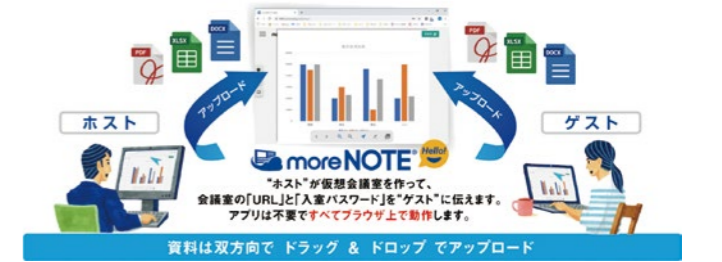 PDF
XLSX
DOCX
PDF
XLSX
DOCX
アップロード
アップロード
ホスト
ゲスト
moreNOTE
Hello!
"ホスト"が仮想会議室を作って、
会議室の「URL」と「入室パスワード」を"ゲスト"に伝えます。
アプリは不要ですべてブラウザ上で動作します。
資料は双方向で ドラッグ & ドロップ でアップロード